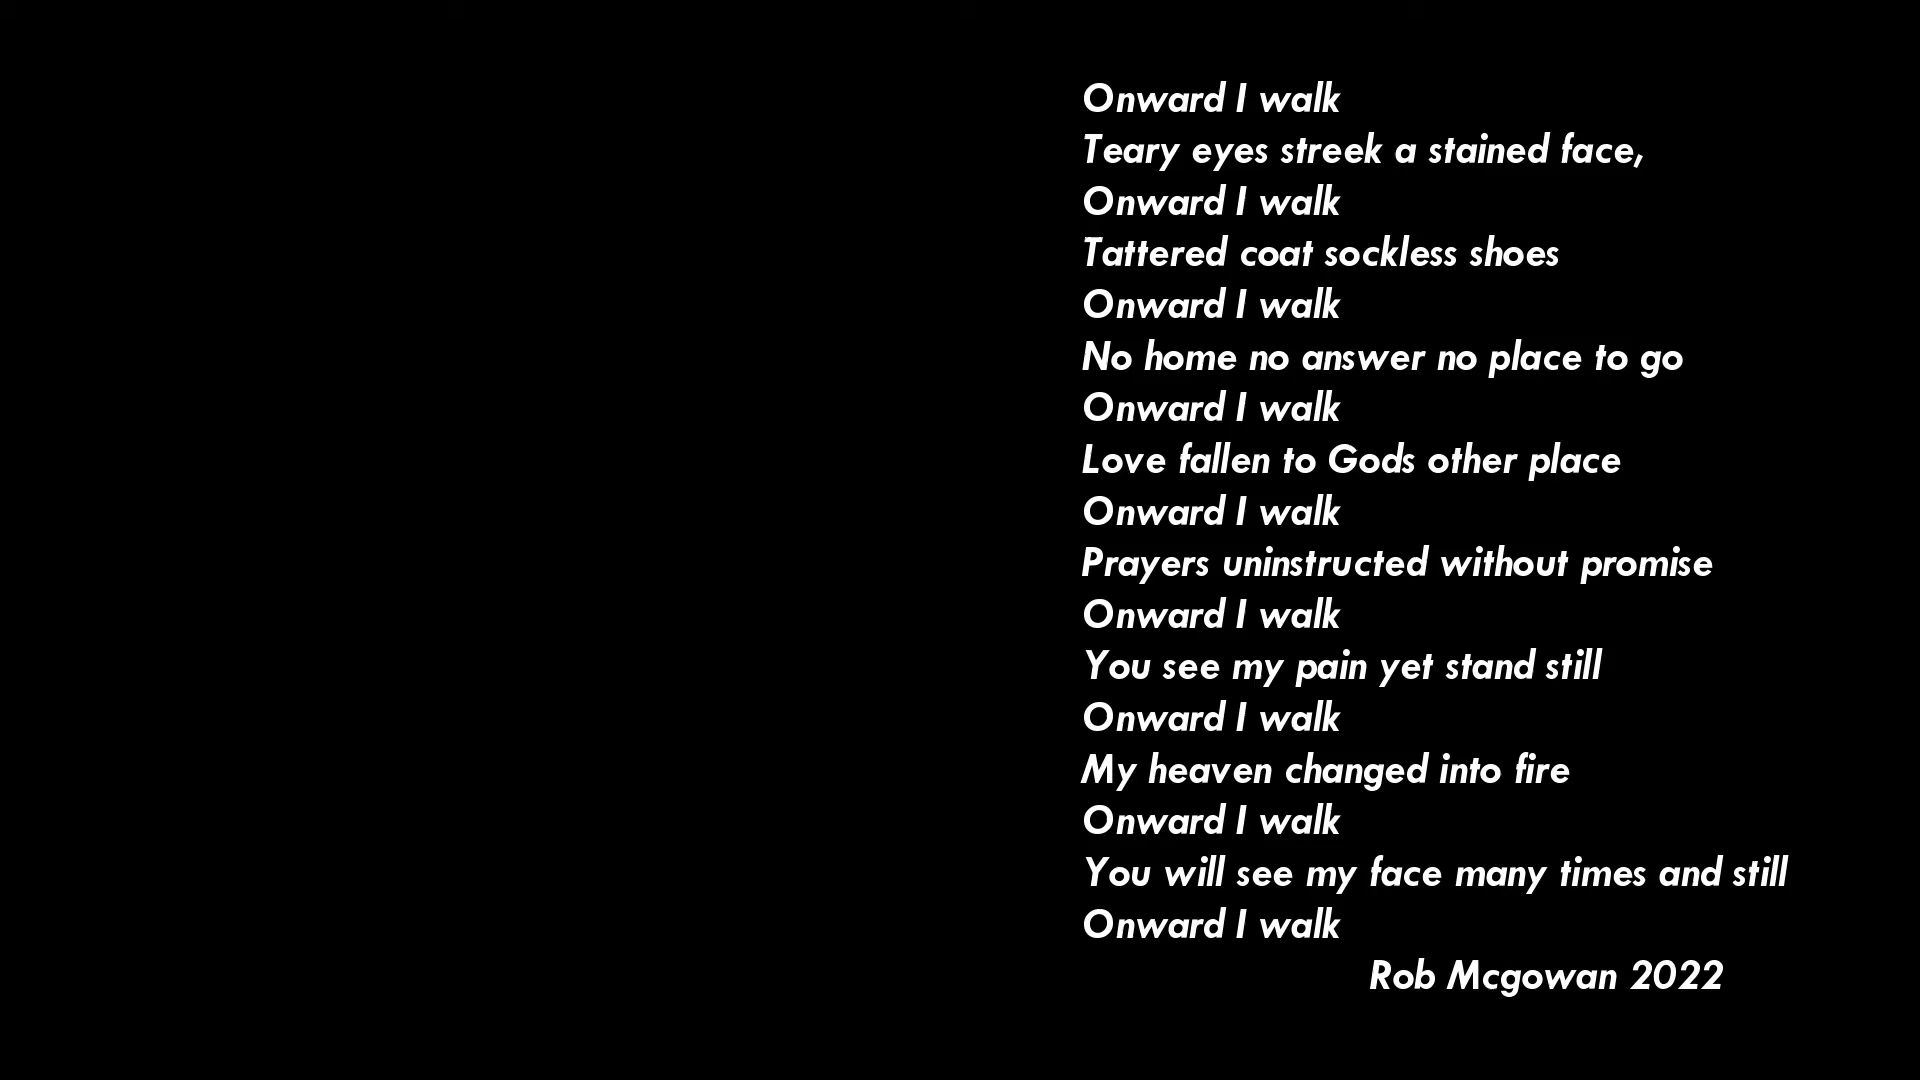 Onward I walk
Teary eyes streek a stained face,
Onward I walk
Tattered coat sockless shoes
Onward I walk
No home no answer no place to go
Onward I walk
Love fallen to Gods other place
Onward I walk
Prayers uninstructed without promise
Onward I walk
You see my pain yet stand still
Onward I walk
My heaven changed into fire
Onward I walk
You will see my face many times and still
Onward I walk
Rob Mcgowan 2022